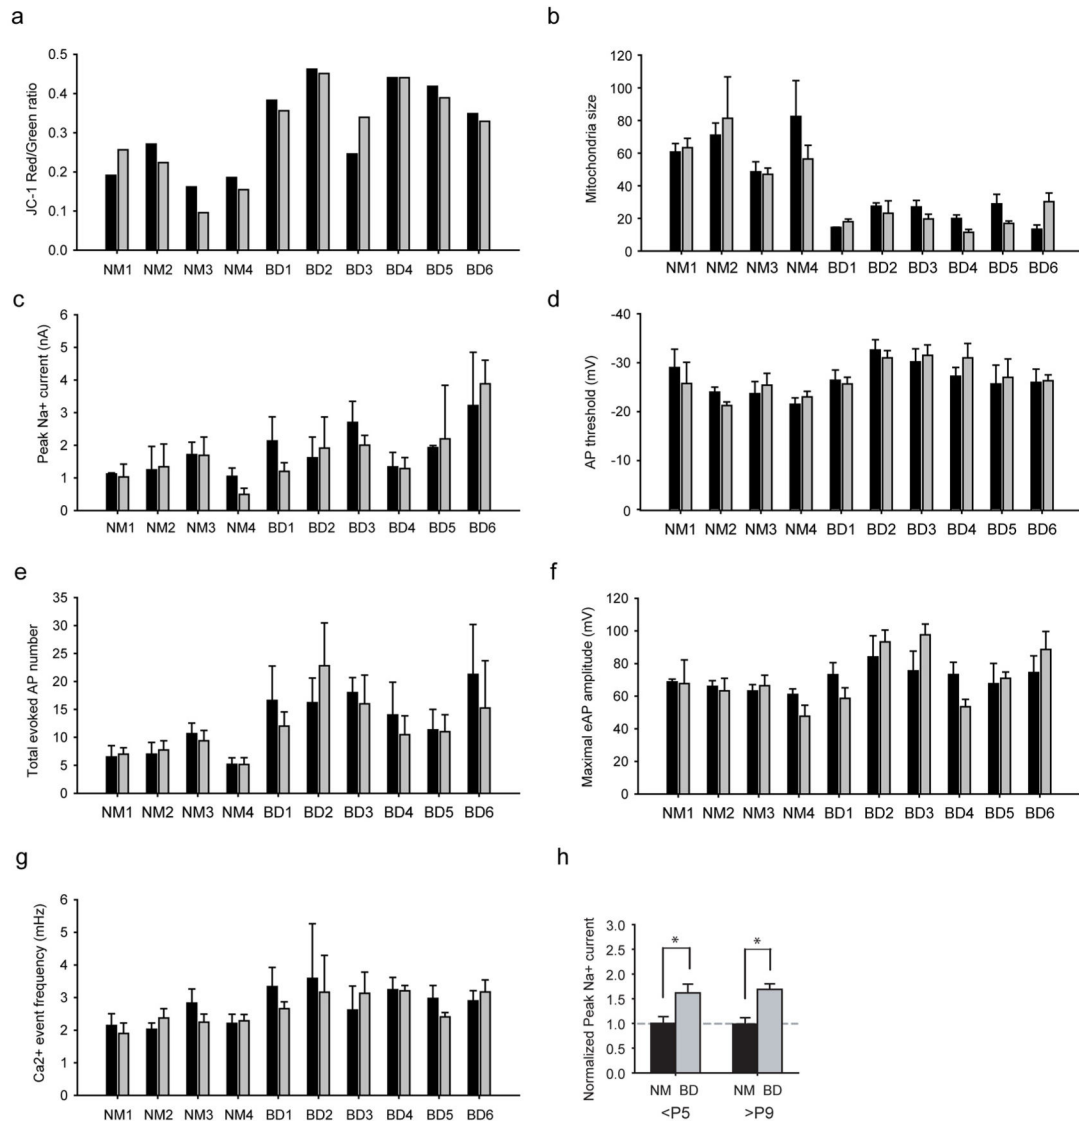 a
JC-1 Red/Green ratio
0.5
0.4
0.3
0.2
0.1
0.0
NM1 NM2 NM3 NM4 BD1 BD2 BD3 BD4 BD5 BD6
b
Mitochondria size
120
100
80
60
40
20
0
NM1 NM2 NM3 NM4 BD1 BD2 BD3 BD4 BD5 BD6
c
Peak Na+ current (nA)
6
5
4
3
2
1
0
NM1 NM2 NM3 NM4 BD1 BD2 BD3 BD4 BD5 BD6
d
AP threshold (mV)
-40
-30
-20
-10
0
NM1 NM2 NM3 NM4 BD1 BD2 BD3 BD4 BD5 BD6
e
Total evoked AP number
35
30
25
20
15
10
5
0
NM1 NM2 NM3 NM4 BD1 BD2 BD3 BD4 BD5 BD6
f
Maximal eAP amplitude (mV)
120
100
80
60
40
20
0
NM1 NM2 NM3 NM4 BD1 BD2 BD3 BD4 BD5 BD6
g
Ca2+ event frequency (mHz)
6
5
4
3
2
1
0
NM1 NM2 NM3 NM4 BD1 BD2 BD3 BD4 BD5 BD6
h
Normalized Peak Na+ current
3.0
2.5
2.0
1.5
1.0
0.5
0.0
* *
NM BD NM BD
<P5 >P9